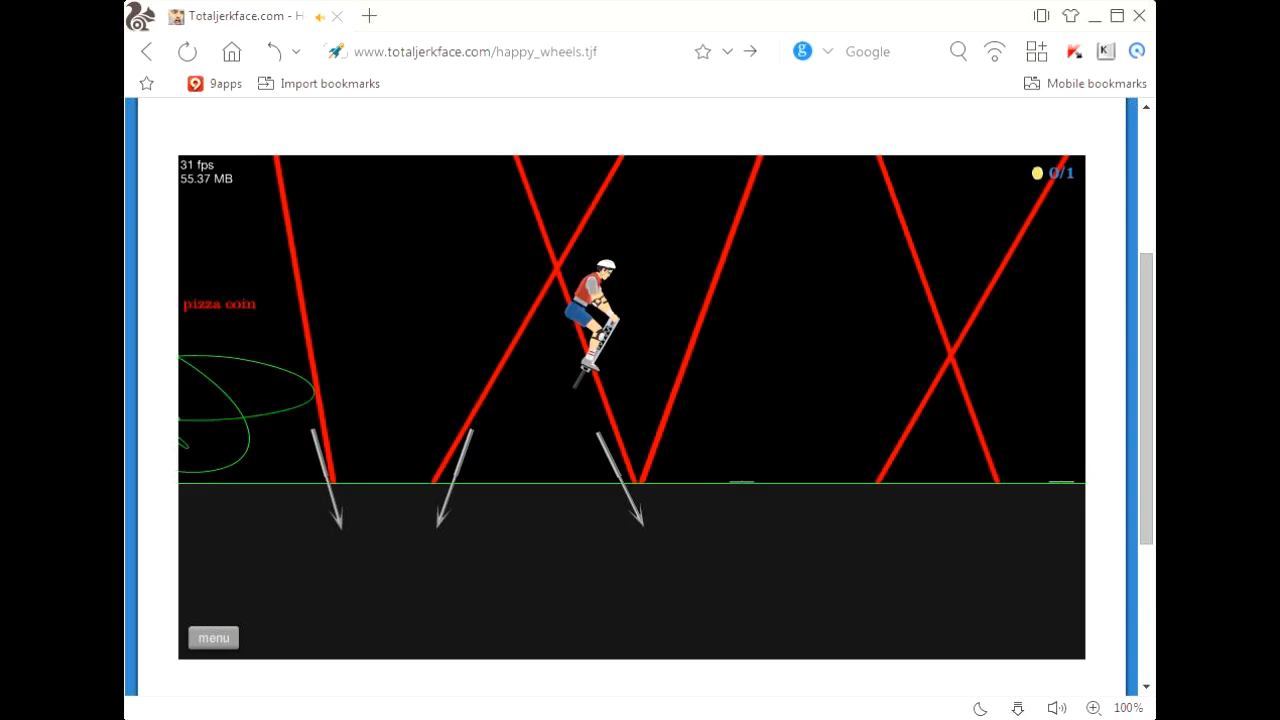 Totaljerkface.com - H
www.totaljerkface.com/happy_wheels.tjf
g
Google
K
9apps
Import bookmarks
Mobile bookmarks
31 fps
55.37 MB
0/1
pizza coin
menu
100%